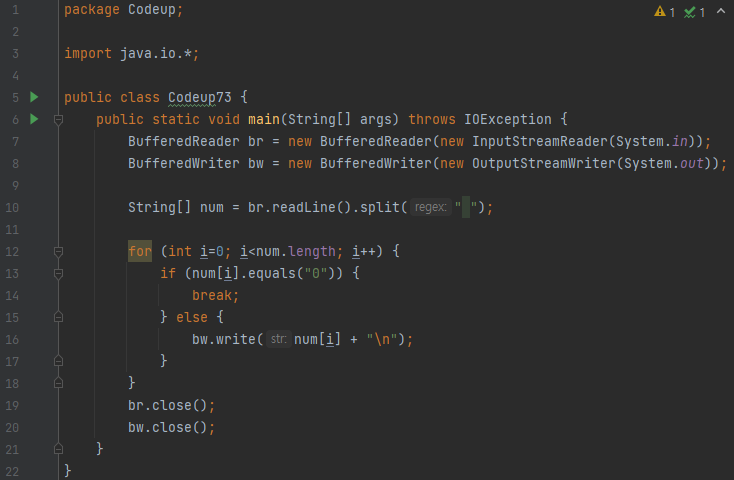 1 package Codeup;
2
3 import java.io.*;
4
5 public class Codeup73 {
6 public static void main(String[] args) throws IOException {
7 BufferedReader br = new BufferedReader(new InputStreamReader(System.in));
8 BufferedWriter bw = new BufferedWriter(new OutputStreamWriter(System.out));
9
10 String[] num = br.readLine().split( regex: " ");
11
12 for (int i=0; i<num.length; i++) {
13 if (num[i].equals("0")) {
14 break;
15 } else {
16 bw.write( str: num[i] + "\n");
17 }
18 }
19 br.close();
20 bw.close();
21 }
22 }
1 1